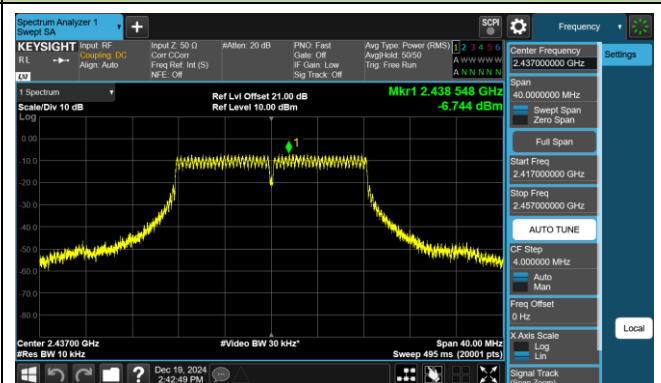 Spectrum Analyzer 1
Swept SA
SCPI
Frequency
KEYSIGHT
RL
LXI
Input: RF
Coupling: DC
Align: Auto
Input Z: 50 Ω
Corr CCorr
Freq Ref: Int (S)
NFE: Off
#Atten: 20 dB
PNO: Fast
Gate: Off
IF Gain: Low
Sig Track: Off
Avg Type: Power (RMS)
Avg|Hold: 50/50
Trig: Free Run
1 2 3 4 5 6
A W W W W W
A N N N N N
1 Spectrum
Scale/Div 10 dB
Log
Ref Lvl Offset 21.00 dB
Ref Level 10.00 dBm
Mkr1 2.438 548 GHz
-6.744 dBm
0.00
-10.0
-20.0
-30.0
-40.0
-50.0
-60.0
-70.0
-80.0
1
Center 2.43700 GHz
#Res BW 10 kHz
#Video BW 30 kHz*
Span 40.00 MHz
Sweep 495 ms (20001 pts)
Dec 19, 2024
2:42:49 PM
Center Frequency
2.437000000 GHz
Span
40.0000000 MHz
Swept Span
Zero Span
Full Span
Start Freq
2.417000000 GHz
Stop Freq
2.457000000 GHz
AUTO TUNE
CF Step
4.000000 MHz
Auto
Man
Freq Offset
0 Hz
X Axis Scale
Log
Lin
Signal Track
(Span Zoom)
Settings
Local